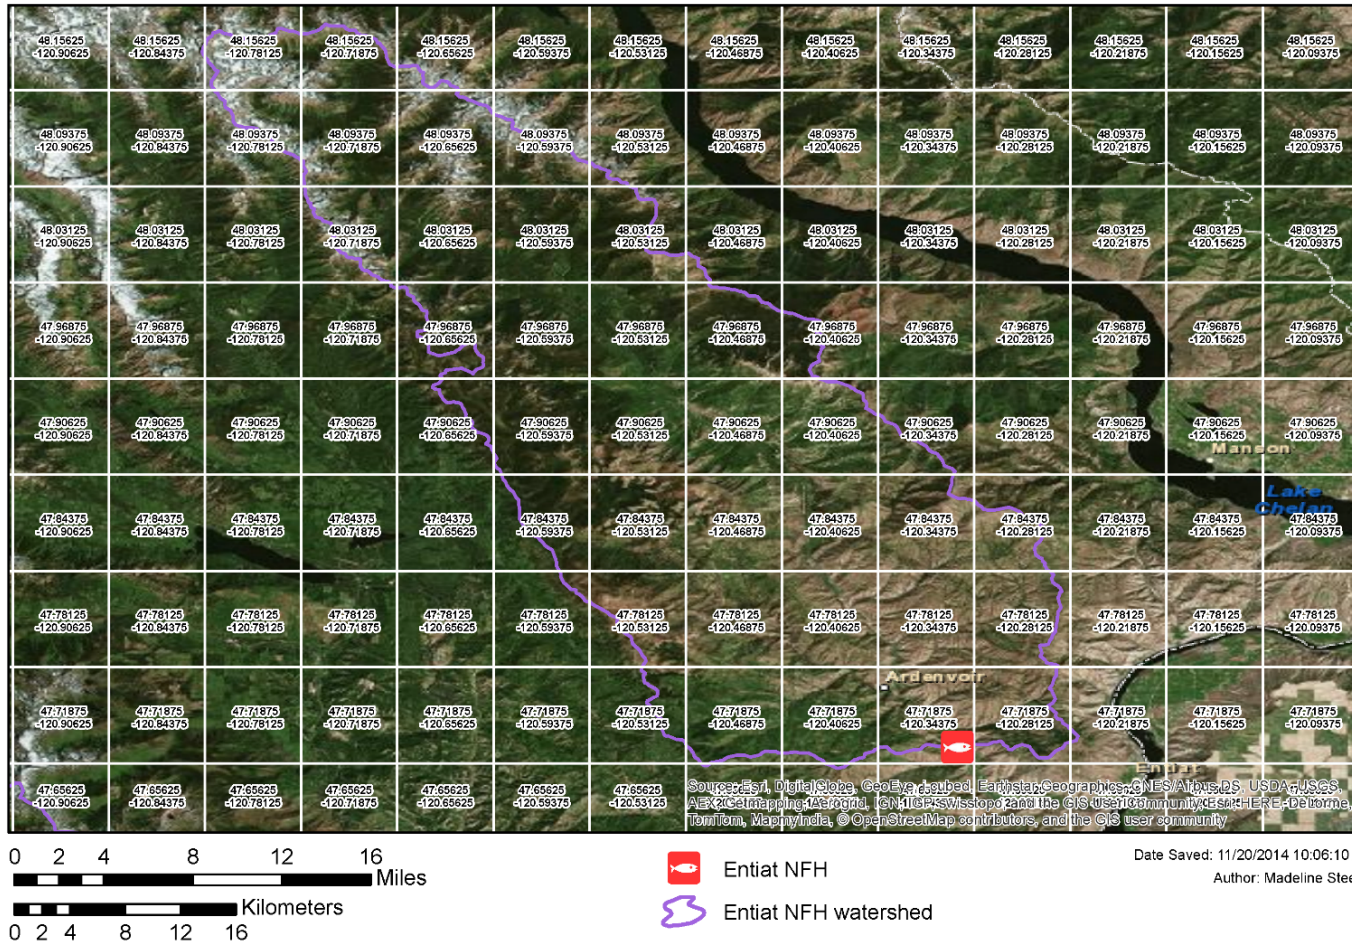 48.15625 48.15625 48.15625 48.15625 48.15625 48.15625 48.15625 48.15625 48.15625 48.15625 48.15625 48.15625 48.15625 48.15625
-120.90625 -120.84375 -120.78125 -120.71875 -120.65625 -120.59375 -120.53125 -120.46875 -120.40625 -120.34375 -120.28125 -120.21875 -120.15625 -120.09375
48.09375 48.09375 48.09375 48.09375 48.09375 48.09375 48.09375 48.09375 48.09375 48.09375 48.09375 48.09375 48.09375 48.09375
-120.90625 -120.84375 -120.78125 -120.71875 -120.65625 -120.59375 -120.53125 -120.46875 -120.40625 -120.34375 -120.28125 -120.21875 -120.15625 -120.09375
48.03125 48.03125 48.03125 48.03125 48.03125 48.03125 48.03125 48.03125 48.03125 48.03125 48.03125 48.03125 48.03125 48.03125
-120.90625 -120.84375 -120.78125 -120.71875 -120.65625 -120.59375 -120.53125 -120.46875 -120.40625 -120.34375 -120.28125 -120.21875 -120.15625 -120.09375
47.96875 47.96875 47.96875 47.96875 47.96875 47.96875 47.96875 47.96875 47.96875 47.96875 47.96875 47.96875 47.96875 47.96875
-120.90625 -120.84375 -120.78125 -120.71875 -120.65625 -120.59375 -120.53125 -120.46875 -120.40625 -120.34375 -120.28125 -120.21875 -120.15625 -120.09375
47.90625 47.90625 47.90625 47.90625 47.90625 47.90625 47.90625 47.90625 47.90625 47.90625 47.90625 47.90625 47.90625 47.90625
-120.90625 -120.84375 -120.78125 -120.71875 -120.65625 -120.59375 -120.53125 -120.46875 -120.40625 -120.34375 -120.28125 -120.21875 -120.15625 -120.09375
Manson
Lake
Chelan
47.84375 47.84375 47.84375 47.84375 47.84375 47.84375 47.84375 47.84375 47.84375 47.84375 47.84375 47.84375 47.84375 47.84375
-120.90625 -120.84375 -120.78125 -120.71875 -120.65625 -120.59375 -120.53125 -120.46875 -120.40625 -120.34375 -120.28125 -120.21875 -120.15625 -120.09375
47.78125 47.78125 47.78125 47.78125 47.78125 47.78125 47.78125 47.78125 47.78125 47.78125 47.78125 47.78125 47.78125 47.78125
-120.90625 -120.84375 -120.78125 -120.71875 -120.65625 -120.59375 -120.53125 -120.46875 -120.40625 -120.34375 -120.28125 -120.21875 -120.15625 -120.09375
Ardenvoir
47.71875 47.71875 47.71875 47.71875 47.71875 47.71875 47.71875 47.71875 47.71875 47.71875 47.71875 47.71875 47.71875 47.71875
-120.90625 -120.84375 -120.78125 -120.71875 -120.65625 -120.59375 -120.53125 -120.46875 -120.40625 -120.34375 -120.28125 -120.21875 -120.15625 -120.09375
Entiat
47.65625 47.65625 47.65625 47.65625 47.65625 47.65625 47.65625
-120.90625 -120.84375 -120.78125 -120.71875 -120.65625 -120.59375 -120.53125
Source: Esri, DigitalGlobe, GeoEye, i-cubed, Earthstar Geographics, CNES/Airbus DS, USDA, USGS,
AEX, Getmapping, Aerogrid, IGN, IGP, swisstopo, and the GIS User Community, Esri, HERE, DeLorme,
TomTom, MapmyIndia, © OpenStreetMap contributors, and the GIS user community
0 2 4 8 12 16
Miles
Kilometers
0 2 4 8 12 16
Entiat NFH
Entiat NFH watershed
Date Saved: 11/20/2014 10:06:10
Author: Madeline Stee